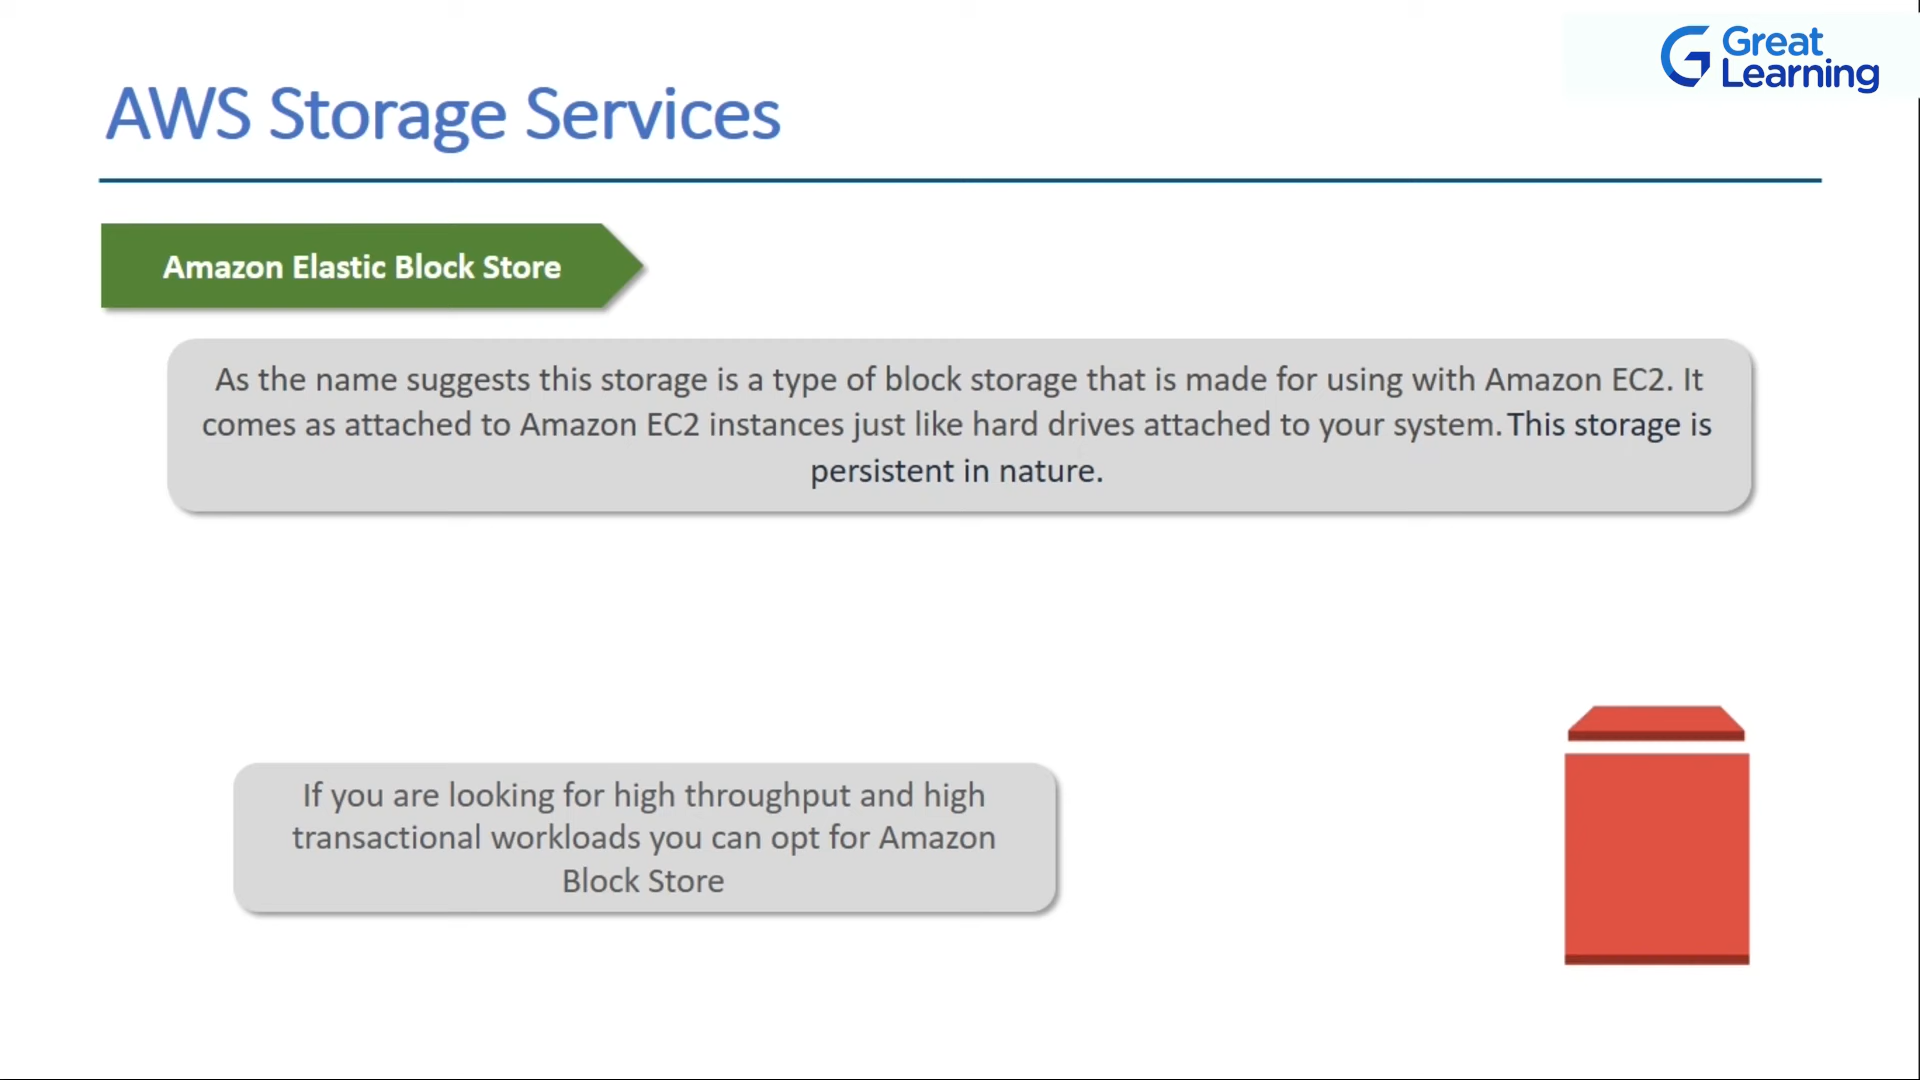 Great
Learning
AWS Storage Services
Amazon Elastic Block Store
As the name suggests this storage is a type of block storage that is made for using with Amazon EC2. It
comes as attached to Amazon EC2 instances just like hard drives attached to your system. This storage is
persistent in nature.
If you are looking for high throughput and high
transactional workloads you can opt for Amazon
Block Store